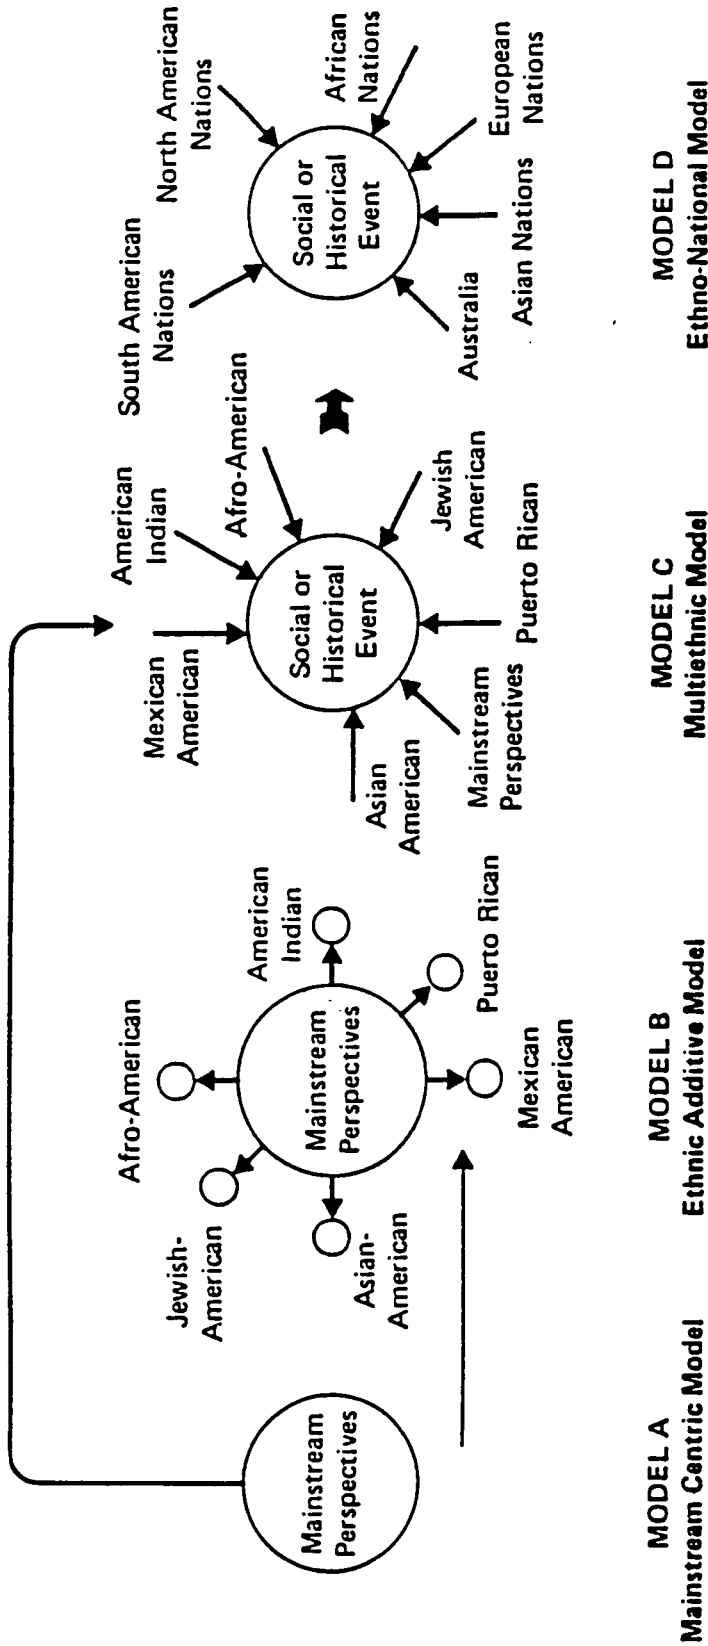 Mainstream
Perspectives
MODEL A
Mainstream Centric Model
Afro-American
Jewish-
American
Asian-
American
Mainstream
Perspectives
American
Indian
Puerto Rican
Mexican
American
MODEL B
Ethnic Additive Model
Mexican
American
American
Indian
Afro-American
Asian
American
Social or
Historical
Event
Jewish
American
Mainstream
Perspectives
Puerto Rican
MODEL C
Multiethnic Model
South American
Nations
North American
Nations
African
Nations
Social or
Historical
Event
Australia
Asian Nations
European
Nations
MODEL D
Ethno-National Model